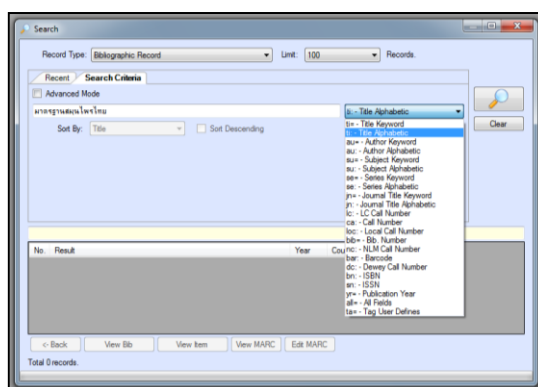 Search
Record Type: Bibliographic Record Limit: 100 Records.
Recent Search Criteria
Advanced Mode
มาตรฐานสมุนไพรไทย ti: - Title Alphabetic
Sort By: Title Sort Descending Clear
ti= - Title Keyword
ti: - Title Alphabetic
au= - Author Keyword
au: - Author Alphabetic
su= - Subject Keyword
su: - Subject Alphabetic
se= - Series Keyword
se: - Series Alphabetic
jn= - Journal Title Keyword
jn: - Journal Title Alphabetic
lc: - LC Call Number
ca: - Call Number
loc: - Local Call Number
bib= - Bib. Number
nc: - NLM Call Number
bar: - Barcode
dc: - Dewey Call Number
bn: - ISBN
sn: - ISSN
yr= - Publication Year
all= - All Fields
ta= - Tag User Defines
No. Result Year Cou
<- Back View Bib View Item View MARC Edit MARC
Total 0 records.